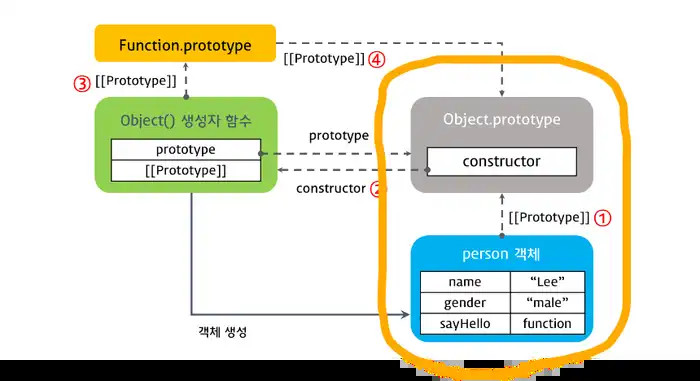 Function.prototype
[[Prototype]] ④
③ [[Prototype]]
Object() 생성자 함수
prototype
[[Prototype]]
prototype
constructor ②
Object.prototype
constructor
[[Prototype]] ①
person 객체
name “Lee”
gender “male”
sayHello function
객체 생성